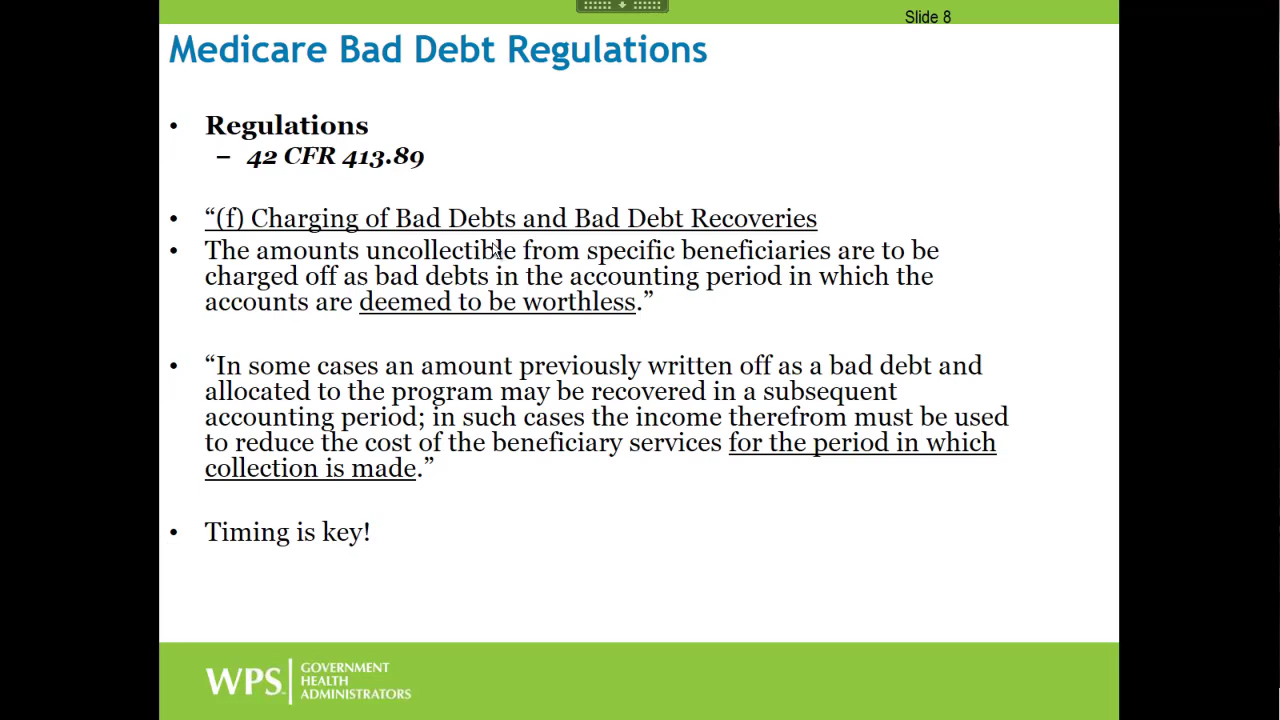 Slide 8
Medicare Bad Debt Regulations
• Regulations
– 42 CFR 413.89
• “(f) Charging of Bad Debts and Bad Debt Recoveries
• The amounts uncollectible from specific beneficiaries are to be
charged off as bad debts in the accounting period in which the
accounts are deemed to be worthless.”
• “In some cases an amount previously written off as a bad debt and
allocated to the program may be recovered in a subsequent
accounting period; in such cases the income therefrom must be used
to reduce the cost of the beneficiary services for the period in which
collection is made.”
• Timing is key!
WPS
GOVERNMENT
HEALTH
ADMINISTRATORS